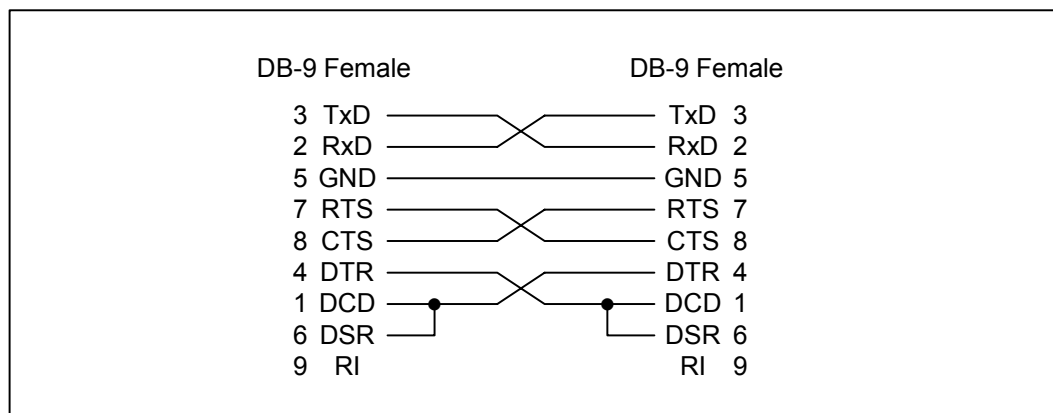 DB-9 Female DB-9 Female
3 TxD TxD 3
2 RxD RxD 2
5 GND GND 5
7 RTS RTS 7
8 CTS CTS 8
4 DTR DTR 4
1 DCD DCD 1
6 DSR DSR 6
9 RI RI 9